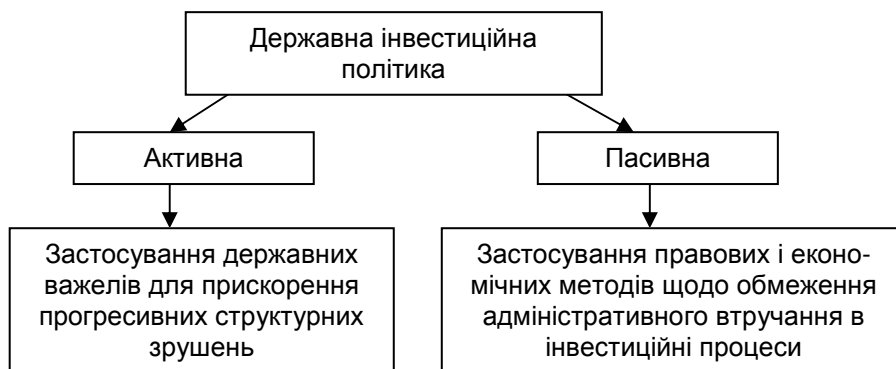 Державна інвестиційна
політика
Активна
Пасивна
Застосування державних
важелів для прискорення
прогресивних структурних
зрушень
Застосування правових і еконо-
мічних методів щодо обмеження
адміністративного втручання в
інвестиційні процеси